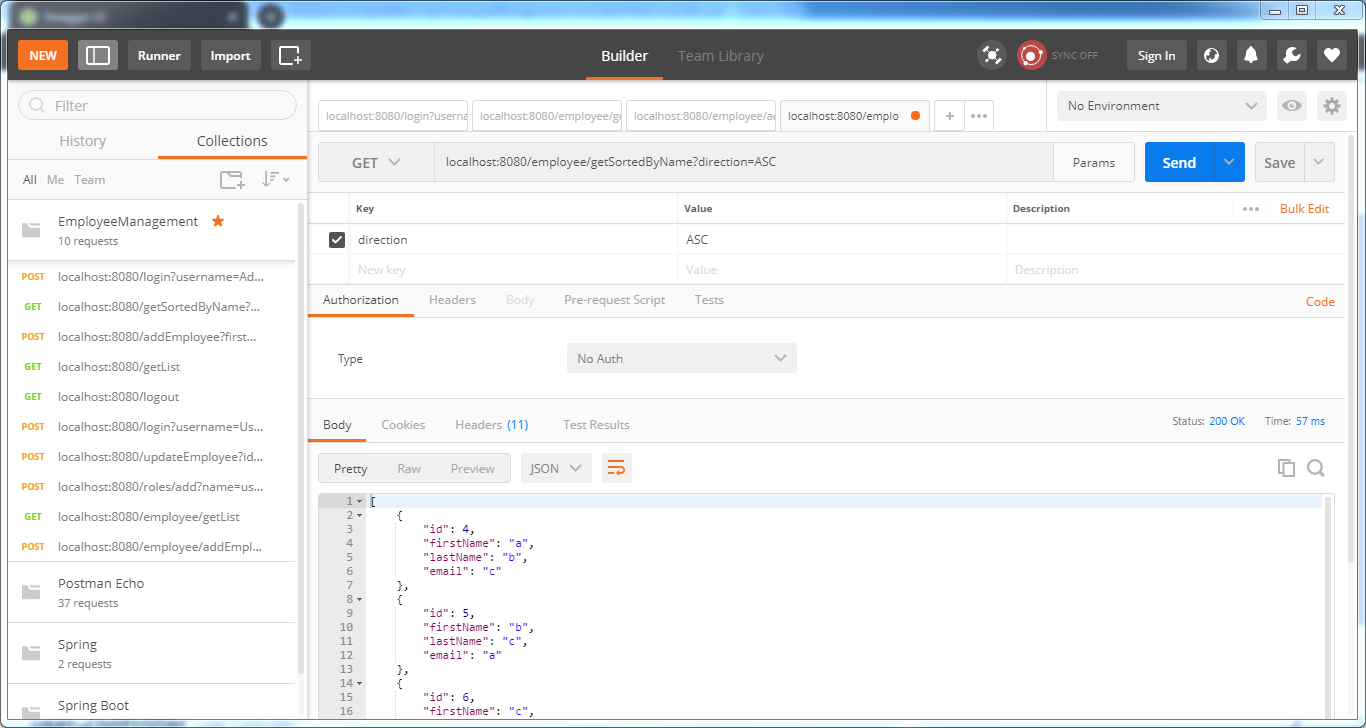 Swagger UI
NEW Runner Import Builder Team Library SYNC OFF Sign In
Filter
History Collections
All Me Team
EmployeeManagement
10 requests
POST localhost:8080/login?username=Ad...
GET localhost:8080/getSortedByName?...
POST localhost:8080/addEmployee?first...
GET localhost:8080/getList
GET localhost:8080/logout
POST localhost:8080/login?username=Us...
POST localhost:8080/updateEmployee?id...
POST localhost:8080/roles/add?name=us...
GET localhost:8080/employee/getList
POST localhost:8080/employee/addEmpl...
Postman Echo
37 requests
Spring
2 requests
Spring Boot
localhost:8080/login?userna localhost:8080/employee/ge localhost:8080/employee/ad localhost:8080/emplo + ••• No Environment
GET localhost:8080/employee/getSortedByName?direction=ASC Params Send Save
Key Value Description ••• Bulk Edit
direction ASC
New key Value Description
Authorization Headers Body Pre-request Script Tests Code
Type No Auth
Body Cookies Headers (11) Test Results Status: 200 OK Time: 57 ms
Pretty Raw Preview JSON
1 [
2 {
3 "id": 4,
4 "firstName": "a",
5 "lastName": "b",
6 "email": "c"
7 },
8 {
9 "id": 5,
10 "firstName": "b",
11 "lastName": "c",
12 "email": "a"
13 },
14 {
15 "id": 6,
16 "firstName": "c",